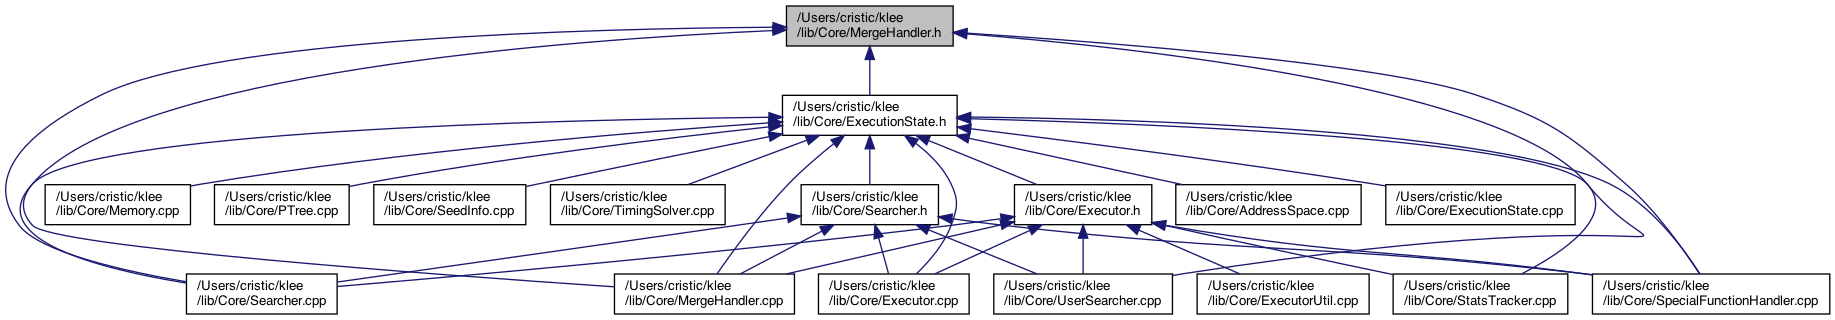 /Users/cristic/klee
/lib/Core/MergeHandler.h
/Users/cristic/klee
/lib/Core/ExecutionState.h
/Users/cristic/klee
/lib/Core/Memory.cpp
/Users/cristic/klee
/lib/Core/PTree.cpp
/Users/cristic/klee
/lib/Core/SeedInfo.cpp
/Users/cristic/klee
/lib/Core/TimingSolver.cpp
/Users/cristic/klee
/lib/Core/Searcher.h
/Users/cristic/klee
/lib/Core/Executor.h
/Users/cristic/klee
/lib/Core/AddressSpace.cpp
/Users/cristic/klee
/lib/Core/ExecutionState.cpp
/Users/cristic/klee
/lib/Core/Searcher.cpp
/Users/cristic/klee
/lib/Core/MergeHandler.cpp
/Users/cristic/klee
/lib/Core/Executor.cpp
/Users/cristic/klee
/lib/Core/UserSearcher.cpp
/Users/cristic/klee
/lib/Core/ExecutorUtil.cpp
/Users/cristic/klee
/lib/Core/StatsTracker.cpp
/Users/cristic/klee
/lib/Core/SpecialFunctionHandler.cpp